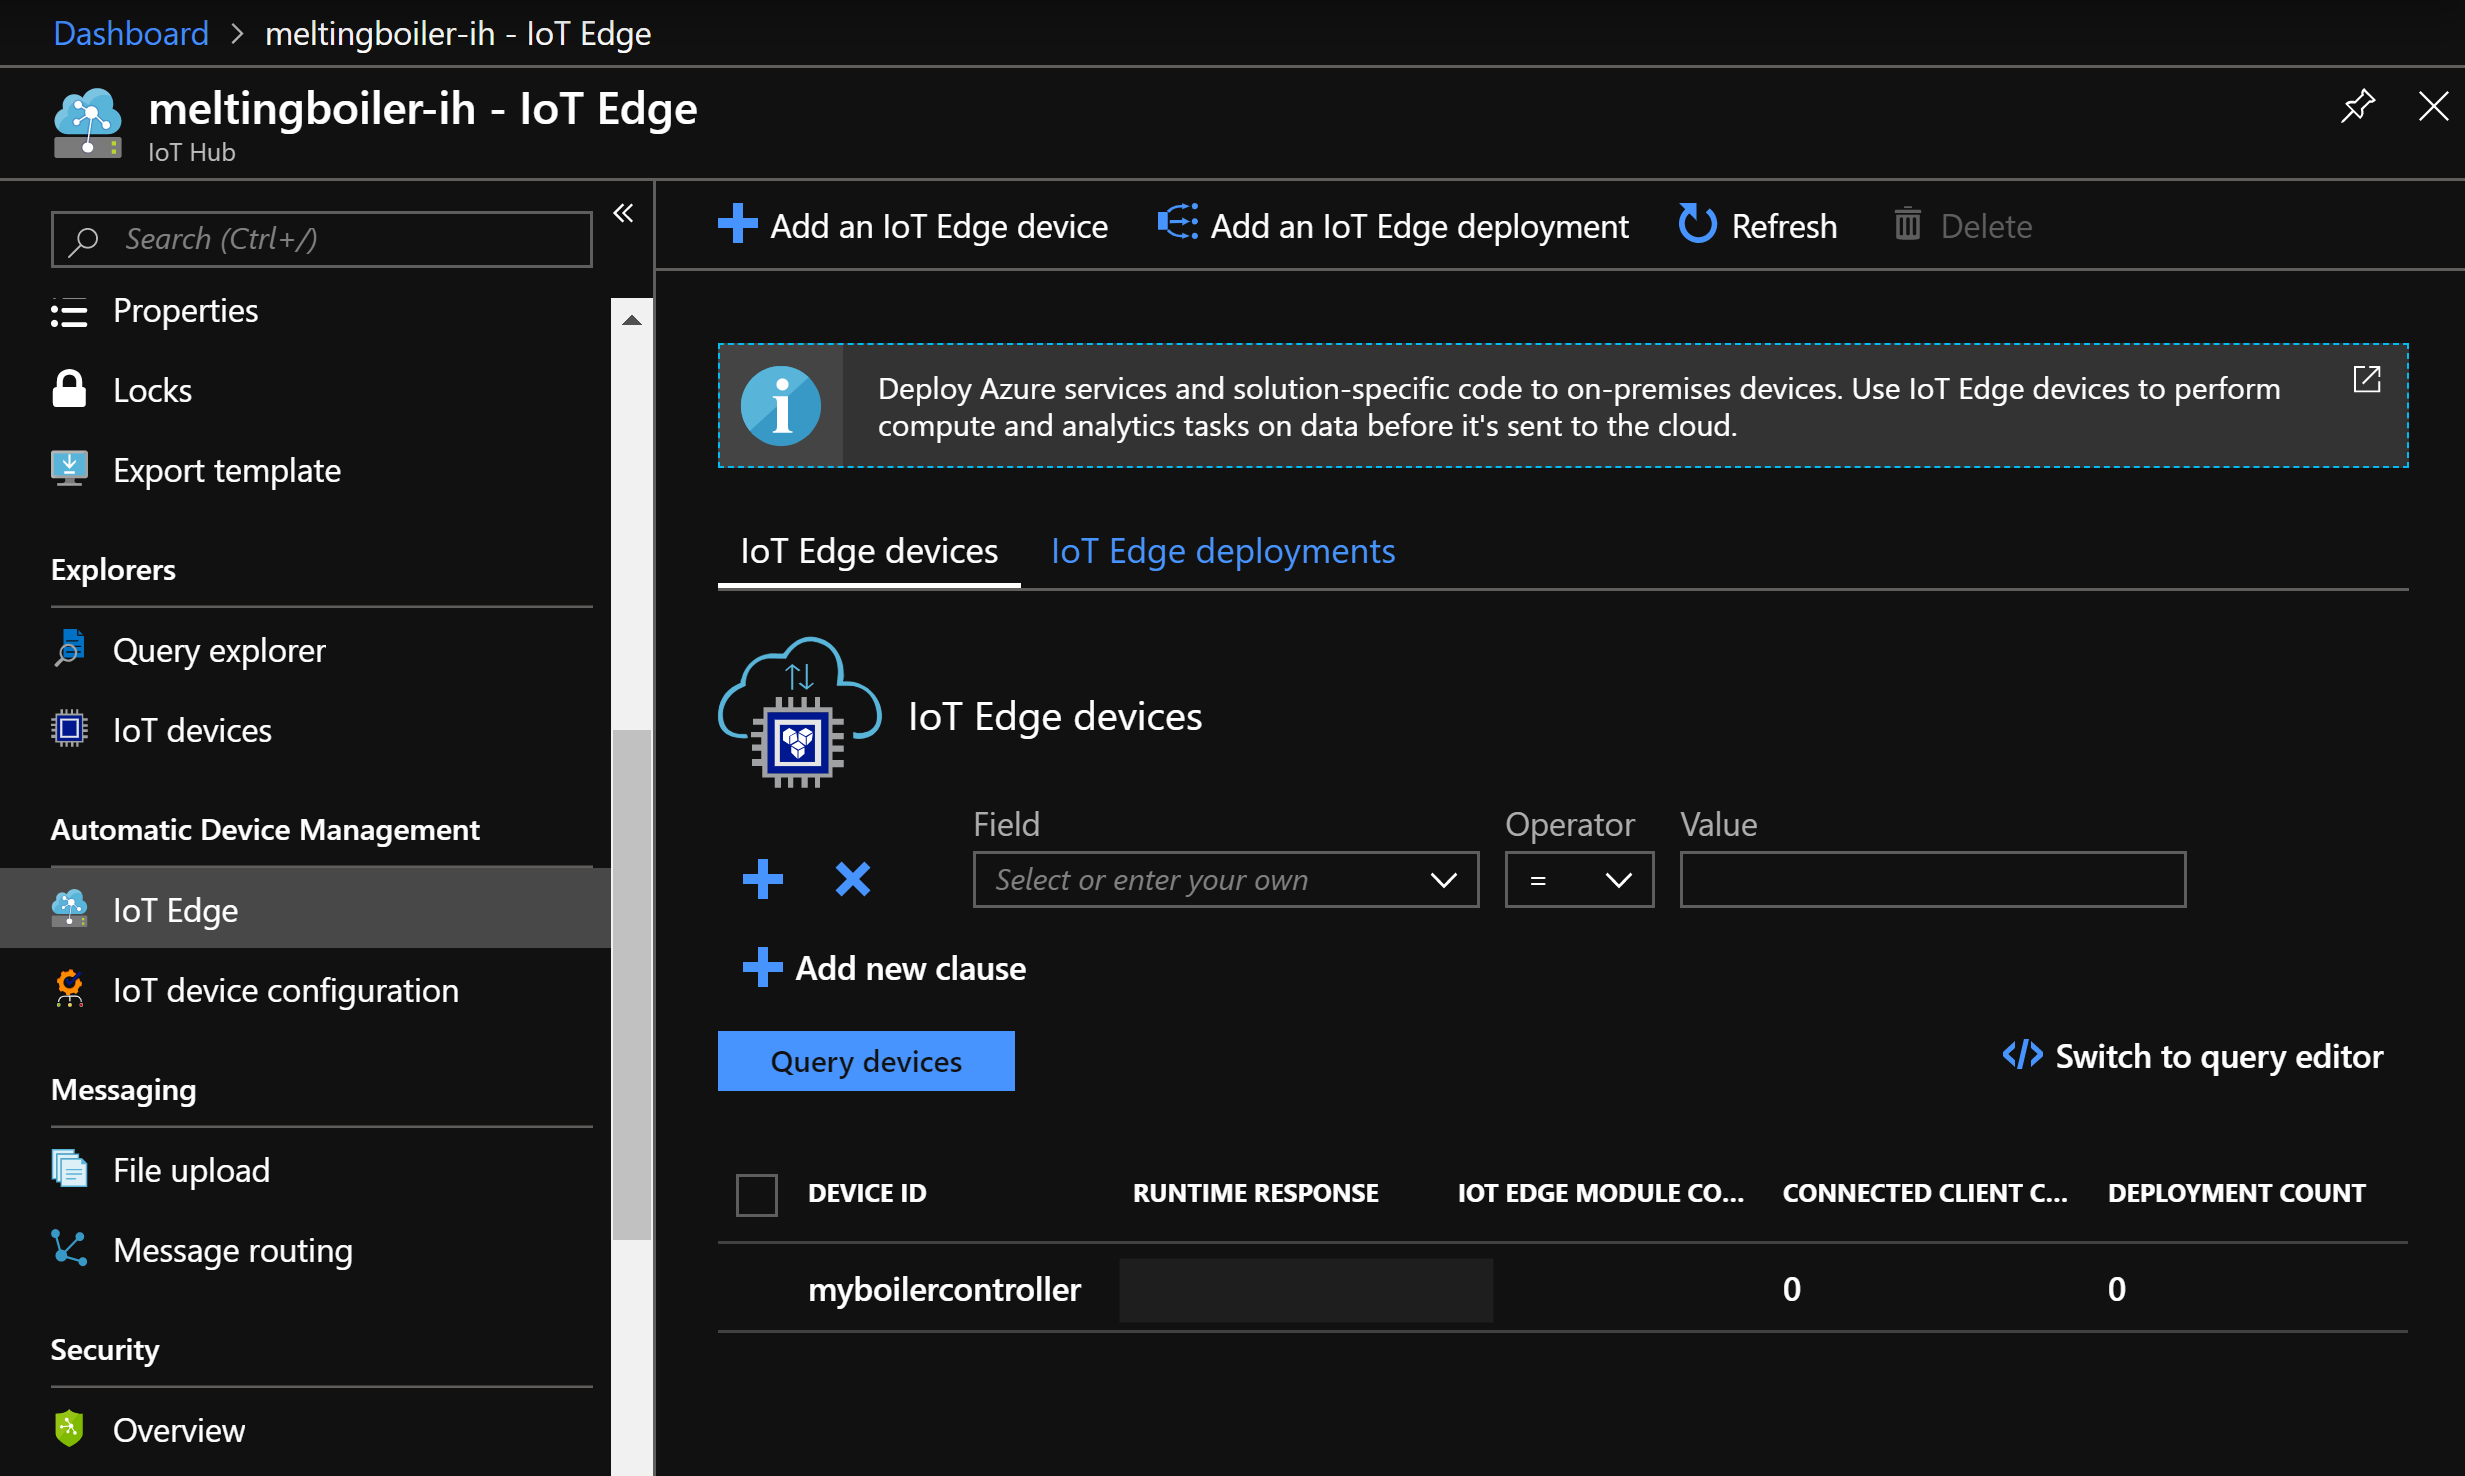 Dashboard > meltingboiler-ih - IoT Edge
meltingboiler-ih - IoT Edge
IoT Hub
Search (Ctrl+/)
Properties
Locks
Export template
Explorers
Query explorer
IoT devices
Automatic Device Management
IoT Edge
IoT device configuration
Messaging
File upload
Message routing
Security
Overview
Add an IoT Edge device
Add an IoT Edge deployment
Refresh
Delete
Deploy Azure services and solution-specific code to on-premises devices. Use IoT Edge devices to perform
compute and analytics tasks on data before it's sent to the cloud.
IoT Edge devices
IoT Edge deployments
IoT Edge devices
Field
Operator
Value
Select or enter your own
=
Add new clause
Query devices
Switch to query editor
DEVICE ID
RUNTIME RESPONSE
IOT EDGE MODULE CO...
CONNECTED CLIENT C...
DEPLOYMENT COUNT
myboilercontroller
0
0